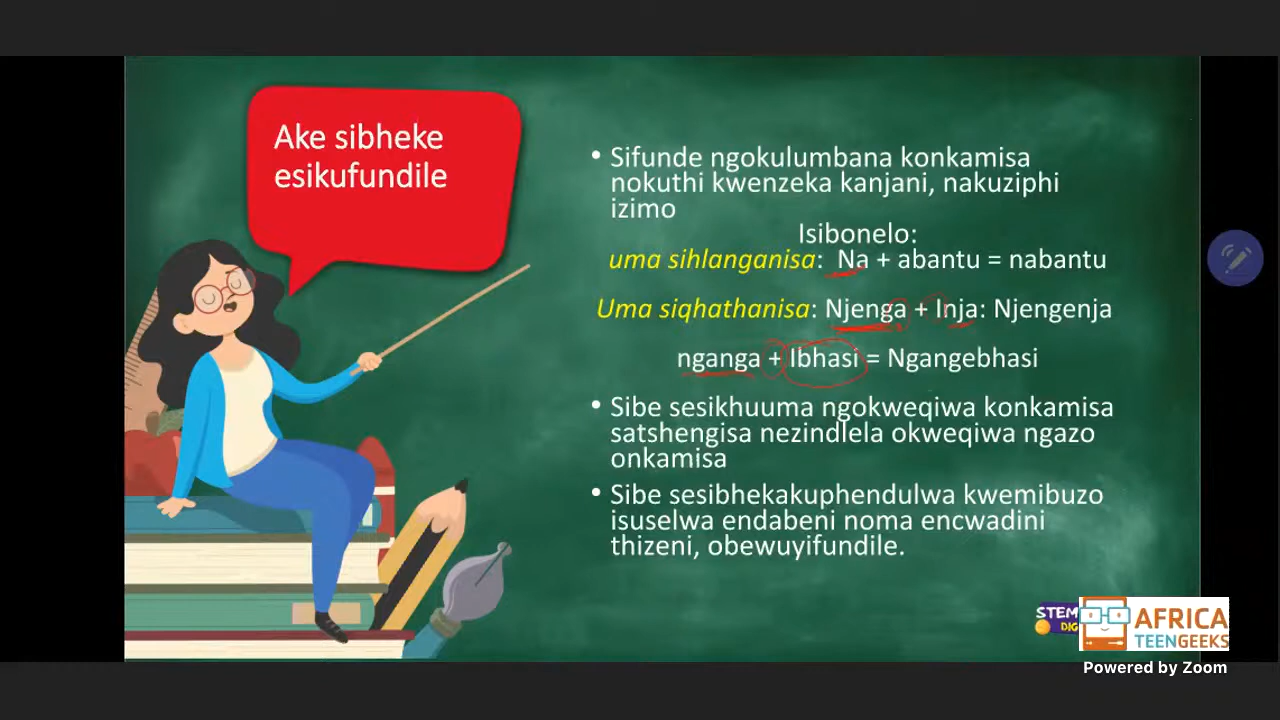 Ake sibheke
esikufundile
• Sifunde ngokulumbana konkamisa
nokuthi kwenzeka kanjani, nakuziphi
izimo
Isibonelo:
uma sihlanganisa: Na + abantu = nabantu
Uma siqhathanisa: Njenga + Inja: Njengenja
nganga + Ibhasi = Ngangebhasi
• Sibe sesikhuuma ngokweqiwa konkamisa
satshengisa nezindlela okweqiwa ngazo
onkamisa
• Sibe sesibhekakuphendulwa kwemibuzo
isuselwa endabeni noma encwadini
thizeni, obewuyifundile.
STEM
DIG
AFRICA
TEENGEEKS
Powered by Zoom